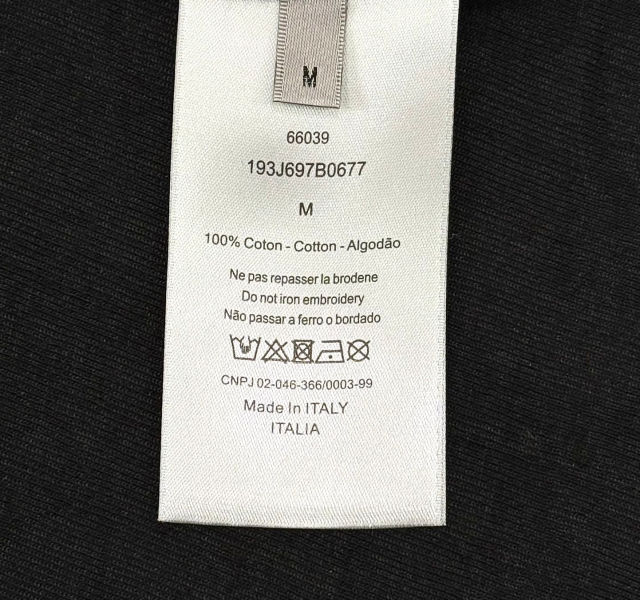 M
66039
193J697B0677
M
100% Coton - Cotton - Algodão
Ne pas repasser la brodene
Do not iron embroidery
Não passar a ferro o bordado
CNPJ 02-046-366/0003-99
Made In ITALY
ITALIA